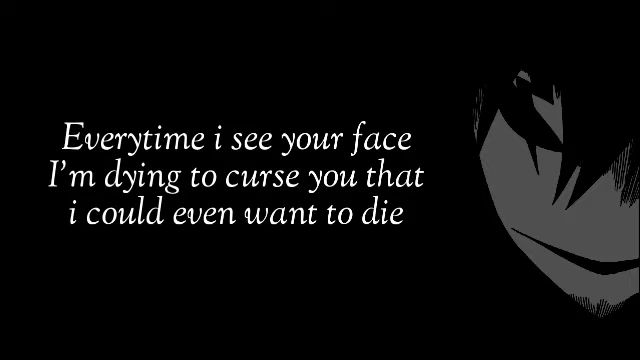 Everytime i see your face
I'm dying to curse you that
i could even want to die